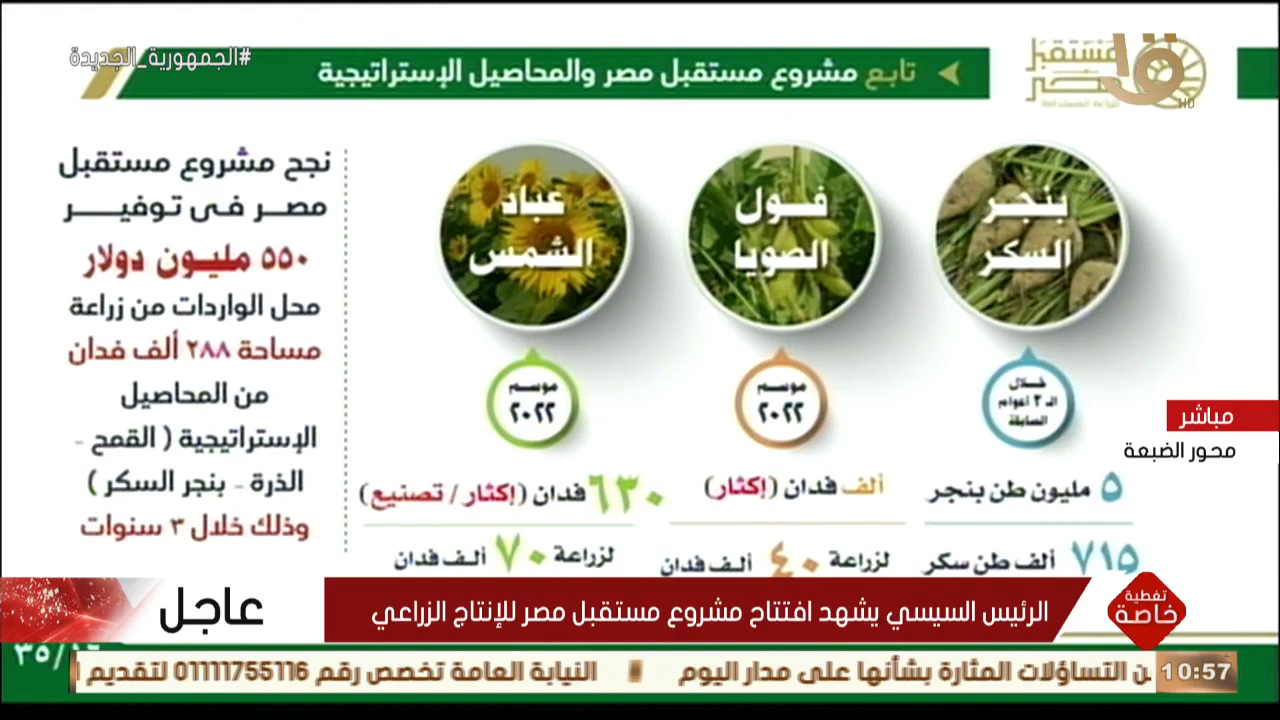 #الجمهورية_الجديدة
تابع مشروع مستقبل مصر والمحاصيل الإستراتيجية
مستقبل
مصر
HD
بنجر
السكر
فول
الصويا
عباد
الشمس
خلال
الـ ٣ أعوام
السابقة
موسم
٢٠٢٢
موسم
٢٠٢٢
٥ مليون طن بنجر
٧١٥ ألف طن سكر
ألف فدان (إكثار)
لزراعة ٤٠ ألف فدان
٦٣٠ فدان (إكثار / تصنيع)
لزراعة ٧٠ ألف فدان
نجح مشروع مستقبل
مصر فى توفير
٥٥٠ مليون دولار
محل الواردات من زراعة
مساحة ٢٨٨ ألف فدان
من المحاصيل
الإستراتيجية ( القمح -
الذرة - بنجر السكر )
وذلك خلال ٣ سنوات
مباشر
محور الضبعة
تغطية
خاصة
الرئيس السيسي يشهد افتتاح مشروع مستقبل مصر للإنتاج الزراعي
عاجل
ن التساؤلات المثارة بشأنها على مدار اليوم
النيابة العامة تخصص رقم 01111755116 لتقديم
10:57